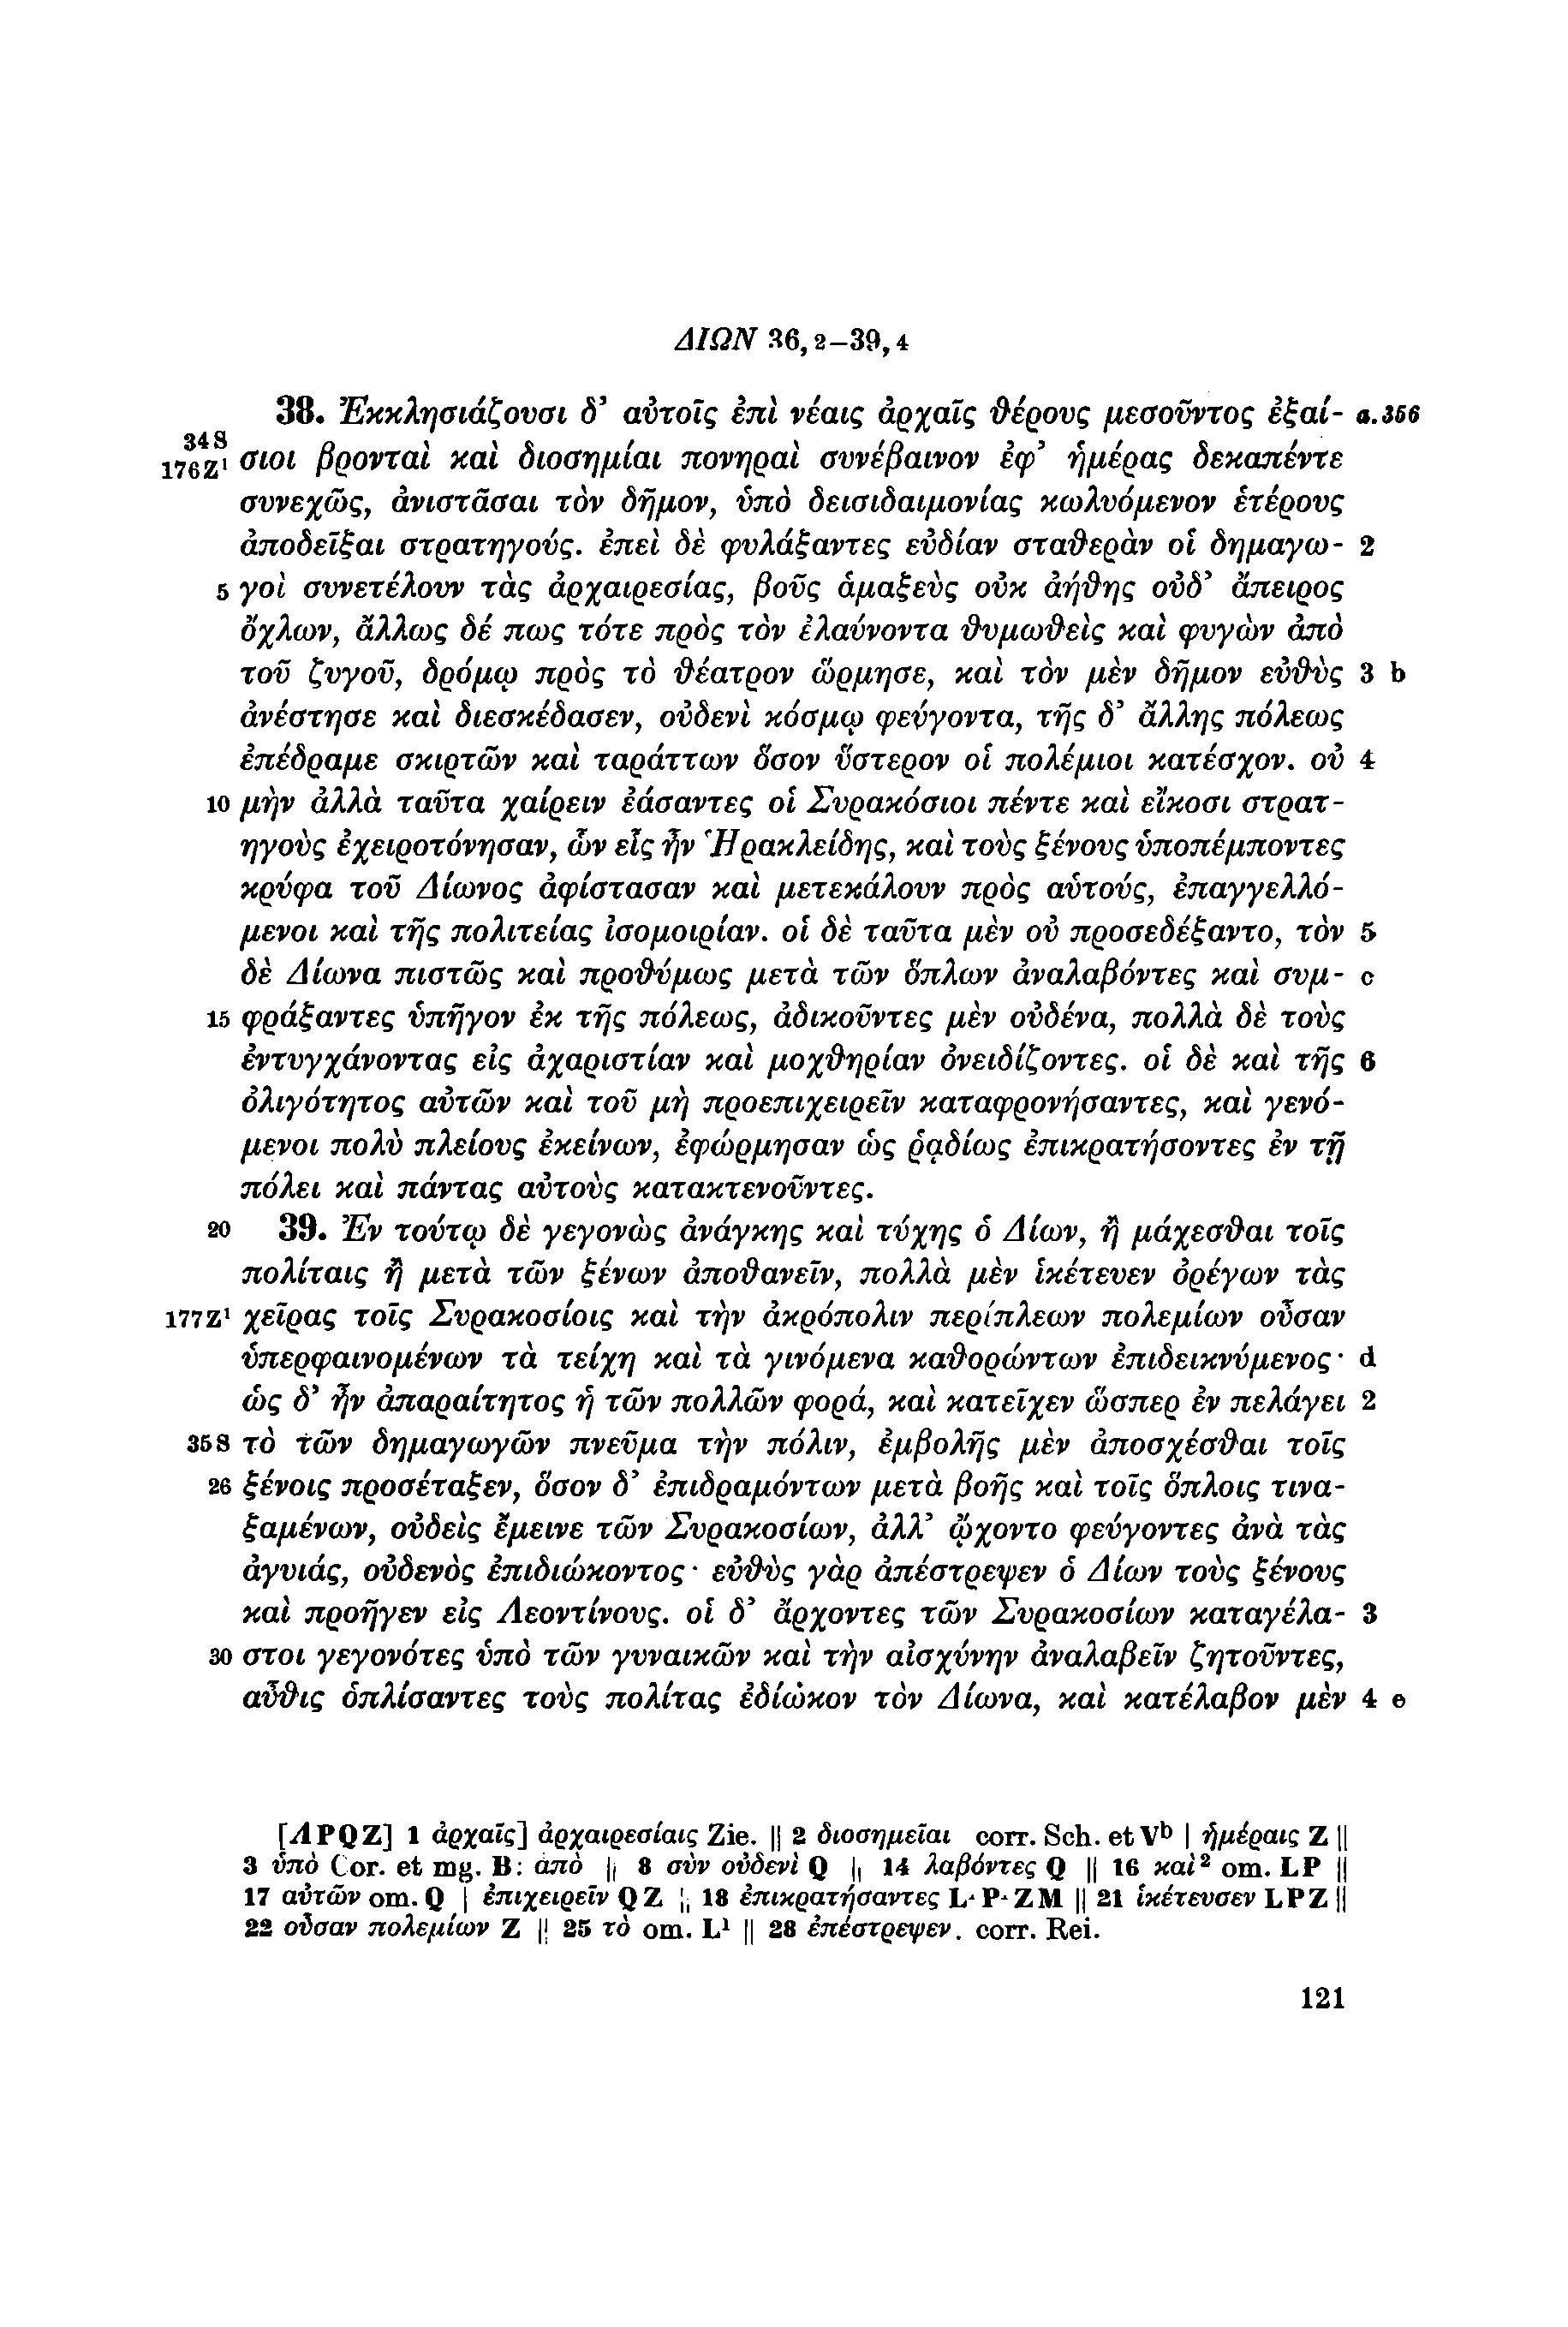 ΔΙΩΝ 36,2–39,4
38. Ἐκκλησιάζουσι δ’ αὐτοῖς ἐπὶ νέαις ἀρχαῖς θέρους μεσοῦντος ἐξαί- a. 356
34S
176Z¹ σιοι βρονταὶ καὶ διοσημίαι πονηραὶ συνέβαινον ἐφ’ ἡμέρας δεκαπέντε
συνεχῶς, ἀνιστᾶσαι τὸν δῆμον, ὑπὸ δεισιδαιμονίας κωλυόμενον ἑτέρους
ἀποδεῖξαι στρατηγούς. ἐπεὶ δὲ φυλάξαντες εὐδίαν σταθερὰν οἱ δημαγω- 2
5 γοὶ συνετέλουν τὰς ἀρχαιρεσίας, βοῦς ἁμαξεὺς οὐκ ἀήθης οὐδ’ ἄπειρος
ὄχλων, ἄλλως δέ πως τότε πρὸς τὸν ἐλαύνοντα θυμωθεὶς καὶ φυγὼν ἀπὸ
τοῦ ζυγοῦ, δρόμῳ πρὸς τὸ θέατρον ὥρμησε, καὶ τὸν μὲν δῆμον εὐθὺς 3 b
ἀνέστησε καὶ διεσκέδασεν, οὐδενὶ κόσμῳ φεύγοντα, τῆς δ’ ἄλλης πόλεως
ἐπέδραμε σκιρτῶν καὶ ταράττων ὅσον ὕστερον οἱ πολέμιοι κατέσχον. οὐ 4
10 μὴν ἀλλὰ ταῦτα χαίρειν ἐάσαντες οἱ Συρακόσιοι πέντε καὶ εἴκοσι στρατ-
ηγοὺς ἐχειροτόνησαν, ὧν εἷς ἦν Ἡρακλείδης, καὶ τοὺς ξένους ὑποπέμποντες
κρύφα τοῦ Δίωνος ἀφίστασαν καὶ μετεκάλουν πρὸς αὑτούς, ἐπαγγελλό-
μενοι καὶ τῆς πολιτείας ἰσομοιρίαν. οἱ δὲ ταῦτα μὲν οὐ προσεδέξαντο, τὸν 5
δὲ Δίωνα πιστῶς καὶ προθύμως μετὰ τῶν ὅπλων ἀναλαβόντες καὶ συμ- c
15 φράξαντες ὑπῆγον ἐκ τῆς πόλεως, ἀδικοῦντες μὲν οὐδένα, πολλὰ δὲ τοὺς
ἐντυγχάνοντας εἰς ἀχαριστίαν καὶ μοχθηρίαν ὀνειδίζοντες. οἱ δὲ καὶ τῆς 6
ὀλιγότητος αὐτῶν καὶ τοῦ μὴ προεπιχειρεῖν καταφρονήσαντες, καὶ γενό-
μενοι πολὺ πλείους ἐκείνων, ἐφώρμησαν ὡς ῥᾳδίως ἐπικρατήσοντες ἐν τῇ
πόλει καὶ πάντας αὐτοὺς κατακτενοῦντες.
20 39. Ἐν τούτῳ δὲ γεγονὼς ἀνάγκης καὶ τύχης ὁ Δίων, ἢ μάχεσθαι τοῖς
πολίταις ἢ μετὰ τῶν ξένων ἀποθανεῖν, πολλὰ μὲν ἱκέτευεν ὀρέγων τὰς
177Z¹ χεῖρας τοῖς Συρακοσίοις καὶ τὴν ἀκρόπολιν περίπλεων πολεμίων οὖσαν
ὑπερφαινομένων τὰ τείχη καὶ τὰ γινόμενα καθορώντων ἐπιδεικνύμενος· d
ὡς δ’ ἦν ἀπαραίτητος ἡ τῶν πολλῶν φορά, καὶ κατεῖχεν ὥσπερ ἐν πελάγει 2
35S τὸ τῶν δημαγωγῶν πνεῦμα τὴν πόλιν, ἐμβολῆς μὲν ἀποσχέσθαι τοῖς
26 ξένοις προσέταξεν, ὅσον δ’ ἐπιδραμόντων μετὰ βοῆς καὶ τοῖς ὅπλοις τινα-
ξαμένων, οὐδεὶς ἔμεινε τῶν Συρακοσίων, ἀλλ’ ᾤχοντο φεύγοντες ἀνὰ τὰς
ἀγυιάς, οὐδενὸς ἐπιδιώκοντος· εὐθὺς γὰρ ἀπέστρεψεν ὁ Δίων τοὺς ξένους
καὶ προῆγεν εἰς Λεοντίνους. οἱ δ’ ἄρχοντες τῶν Συρακοσίων καταγέλα- 3
30 στοι γεγονότες ὑπὸ τῶν γυναικῶν καὶ τὴν αἰσχύνην ἀναλαβεῖν ζητοῦντες,
αὖθις ὁπλίσαντες τοὺς πολίτας ἐδίωκον τὸν Δίωνα, καὶ κατέλαβον μὲν 4 e
[ΛPQZ] 1 ἀρχαῖς] ἀρχαιρεσίαις Zie. || 2 διοσημεῖαι corr. Sch. et Vᵇ | ἡμέραις Z ||
3 ὑπὸ Cor. et mg. B: ἀπὸ || 8 σὺν οὐδενὶ Q || 14 λαβόντες Q || 16 καὶ² om. LP ||
17 αὐτῶν om. Q | ἐπιχειρεῖν QZ || 18 ἐπικρατήσαντες L·P·ZM || 21 ἱκέτευσεν LPZ ||
22 οὖσαν πολεμίων Z || 25 τὸ om. L¹ || 28 ἐπέστρεψεν. corr. Rei.
121